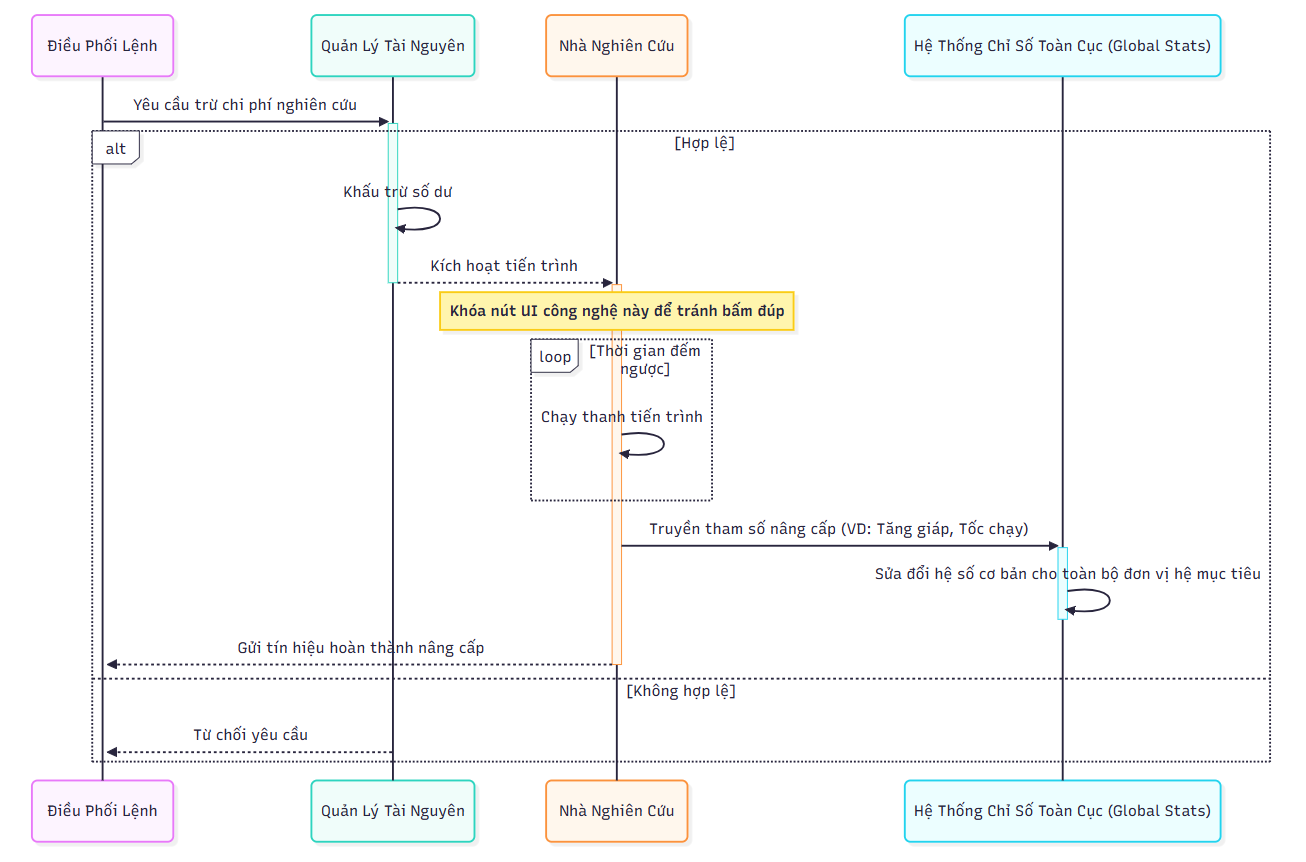 Điều Phối Lệnh
Quản Lý Tài Nguyên
Nhà Nghiên Cứu
Hệ Thống Chỉ Số Toàn Cục (Global Stats)
Yêu cầu trừ chi phí nghiên cứu
alt
[Hợp lệ]
Khấu trừ số dư
Kích hoạt tiến trình
Khóa nút UI công nghệ này để tránh bấm đúp
loop
[Thời gian đếm
ngược]
Chạy thanh tiến trình
Truyền tham số nâng cấp (VD: Tăng giáp, Tốc chạy)
Sửa đổi hệ số cơ bản cho toàn bộ đơn vị hệ mục tiêu
Gửi tín hiệu hoàn thành nâng cấp
[Không hợp lệ]
Từ chối yêu cầu
Điều Phối Lệnh
Quản Lý Tài Nguyên
Nhà Nghiên Cứu
Hệ Thống Chỉ Số Toàn Cục (Global Stats)